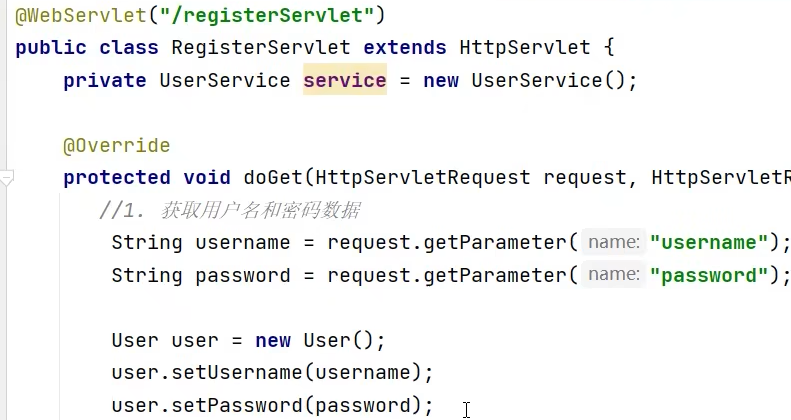 @WebServlet("/registerServlet")
public class RegisterServlet extends HttpServlet {
private UserService service = new UserService();
@Override
protected void doGet(HttpServletRequest request, HttpServletR
//1. 获取用户名和密码数据
String username = request.getParameter( name: "username");
String password = request.getParameter( name: "password");
User user = new User();
user.setUsername(username);
user.setPassword(password);